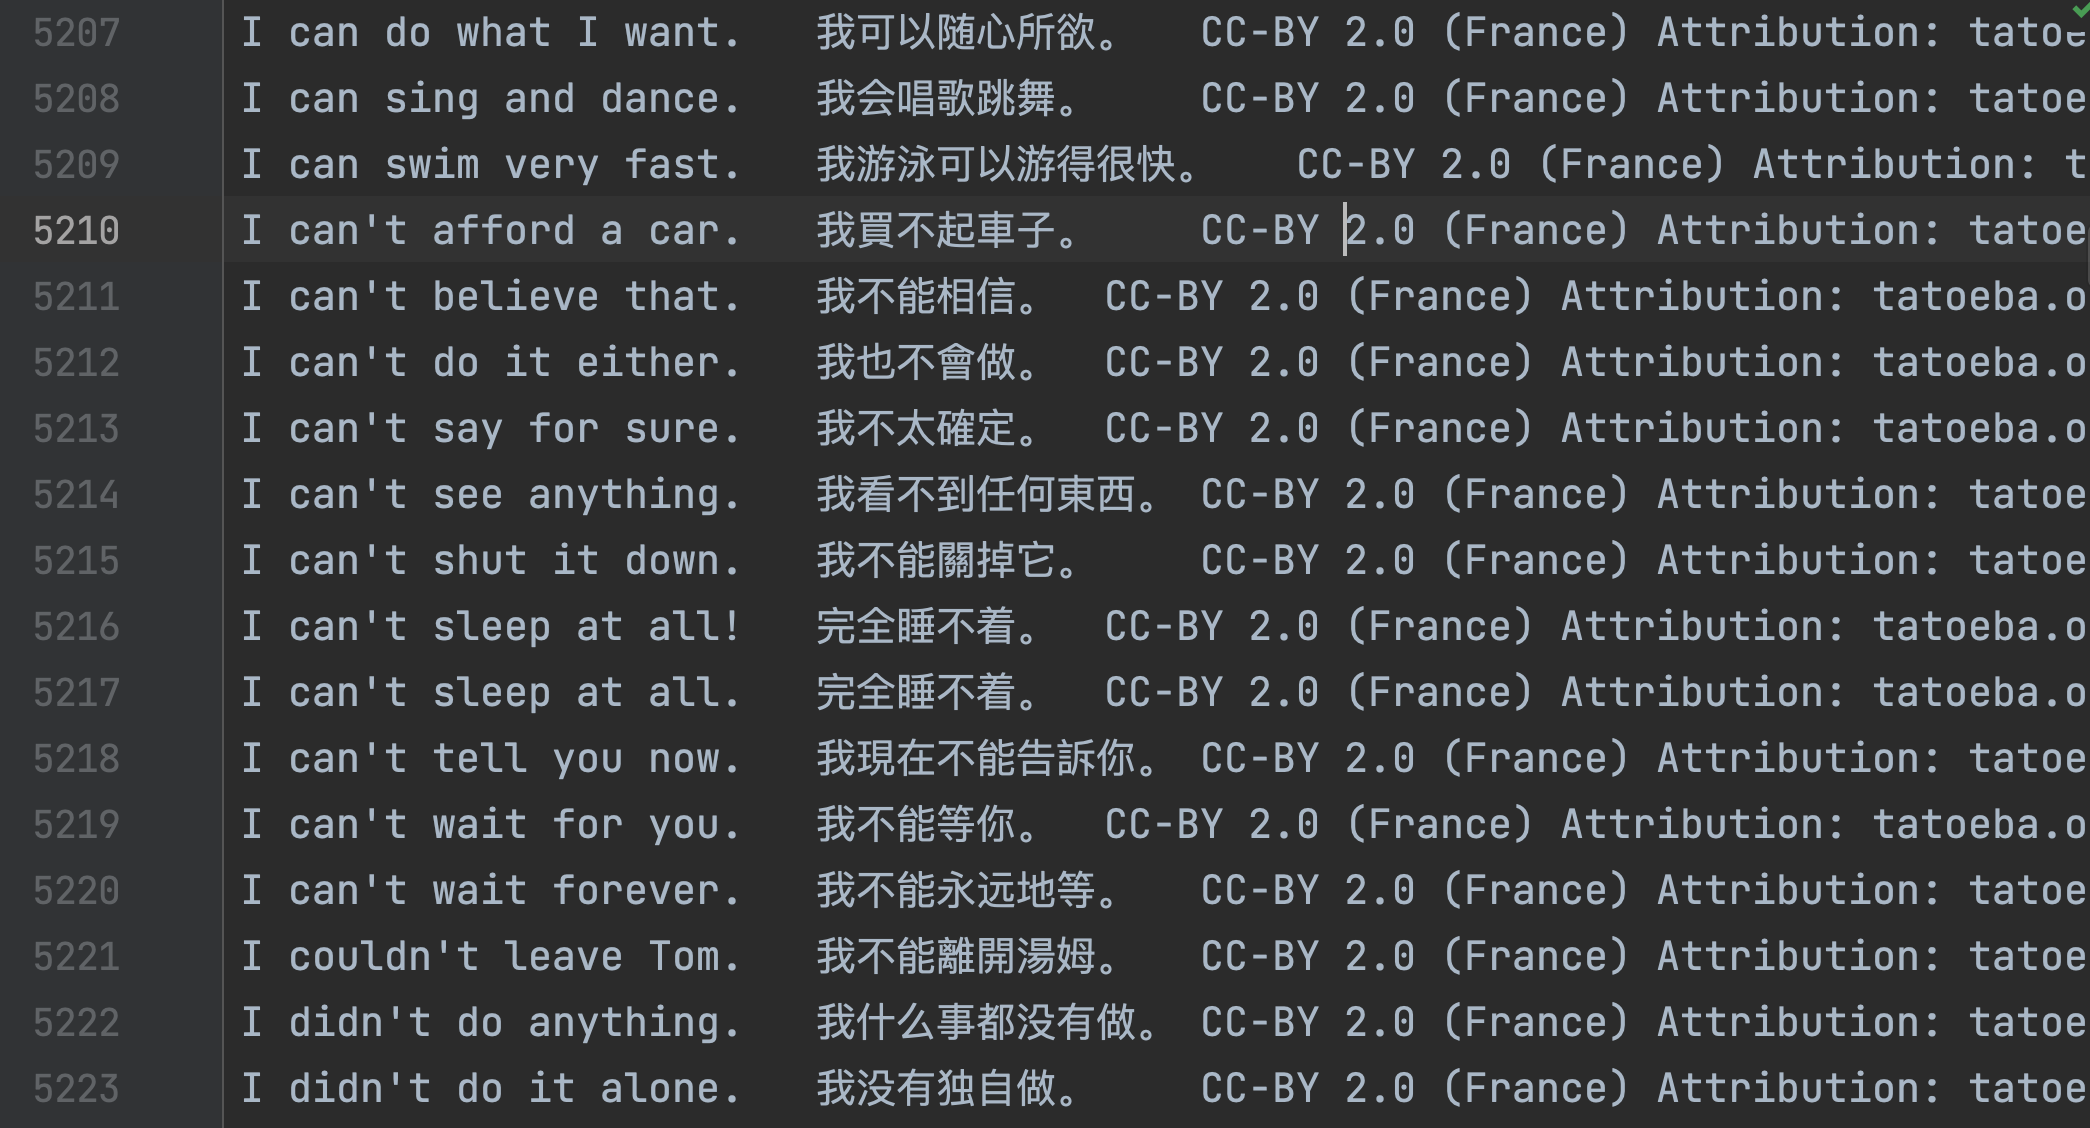 5207 I can do what I want. 我可以随心所欲。 CC-BY 2.0 (France) Attribution: tatoe
5208 I can sing and dance. 我会唱歌跳舞。 CC-BY 2.0 (France) Attribution: tatoe
5209 I can swim very fast. 我游泳可以游得很快。 CC-BY 2.0 (France) Attribution: t
5210 I can't afford a car. 我買不起車子。 CC-BY 2.0 (France) Attribution: tatoe
5211 I can't believe that. 我不能相信。 CC-BY 2.0 (France) Attribution: tatoeba.o
5212 I can't do it either. 我也不會做。 CC-BY 2.0 (France) Attribution: tatoeba.o
5213 I can't say for sure. 我不太確定。 CC-BY 2.0 (France) Attribution: tatoeba.o
5214 I can't see anything. 我看不到任何東西。 CC-BY 2.0 (France) Attribution: tatoe
5215 I can't shut it down. 我不能關掉它。 CC-BY 2.0 (France) Attribution: tatoe
5216 I can't sleep at all! 完全睡不着。 CC-BY 2.0 (France) Attribution: tatoeba.o
5217 I can't sleep at all. 完全睡不着。 CC-BY 2.0 (France) Attribution: tatoeba.o
5218 I can't tell you now. 我現在不能告訴你。 CC-BY 2.0 (France) Attribution: tatoe
5219 I can't wait for you. 我不能等你。 CC-BY 2.0 (France) Attribution: tatoeba.o
5220 I can't wait forever. 我不能永远地等。 CC-BY 2.0 (France) Attribution: tatoe
5221 I couldn't leave Tom. 我不能離開湯姆。 CC-BY 2.0 (France) Attribution: tatoe
5222 I didn't do anything. 我什么事都没有做。 CC-BY 2.0 (France) Attribution: tatoe
5223 I didn't do it alone. 我没有独自做。 CC-BY 2.0 (France) Attribution: tatoe